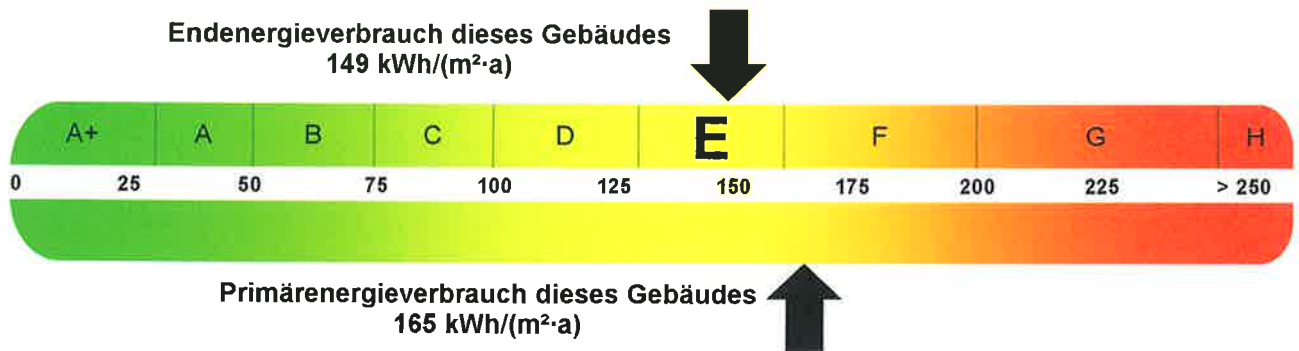 Endenergieverbrauch dieses Gebäudes
149 kWh/(m²·a)
A+ A B C D E F G H
0 25 50 75 100 125 150 175 200 225 > 250
Primärenergieverbrauch dieses Gebäudes
165 kWh/(m²·a)